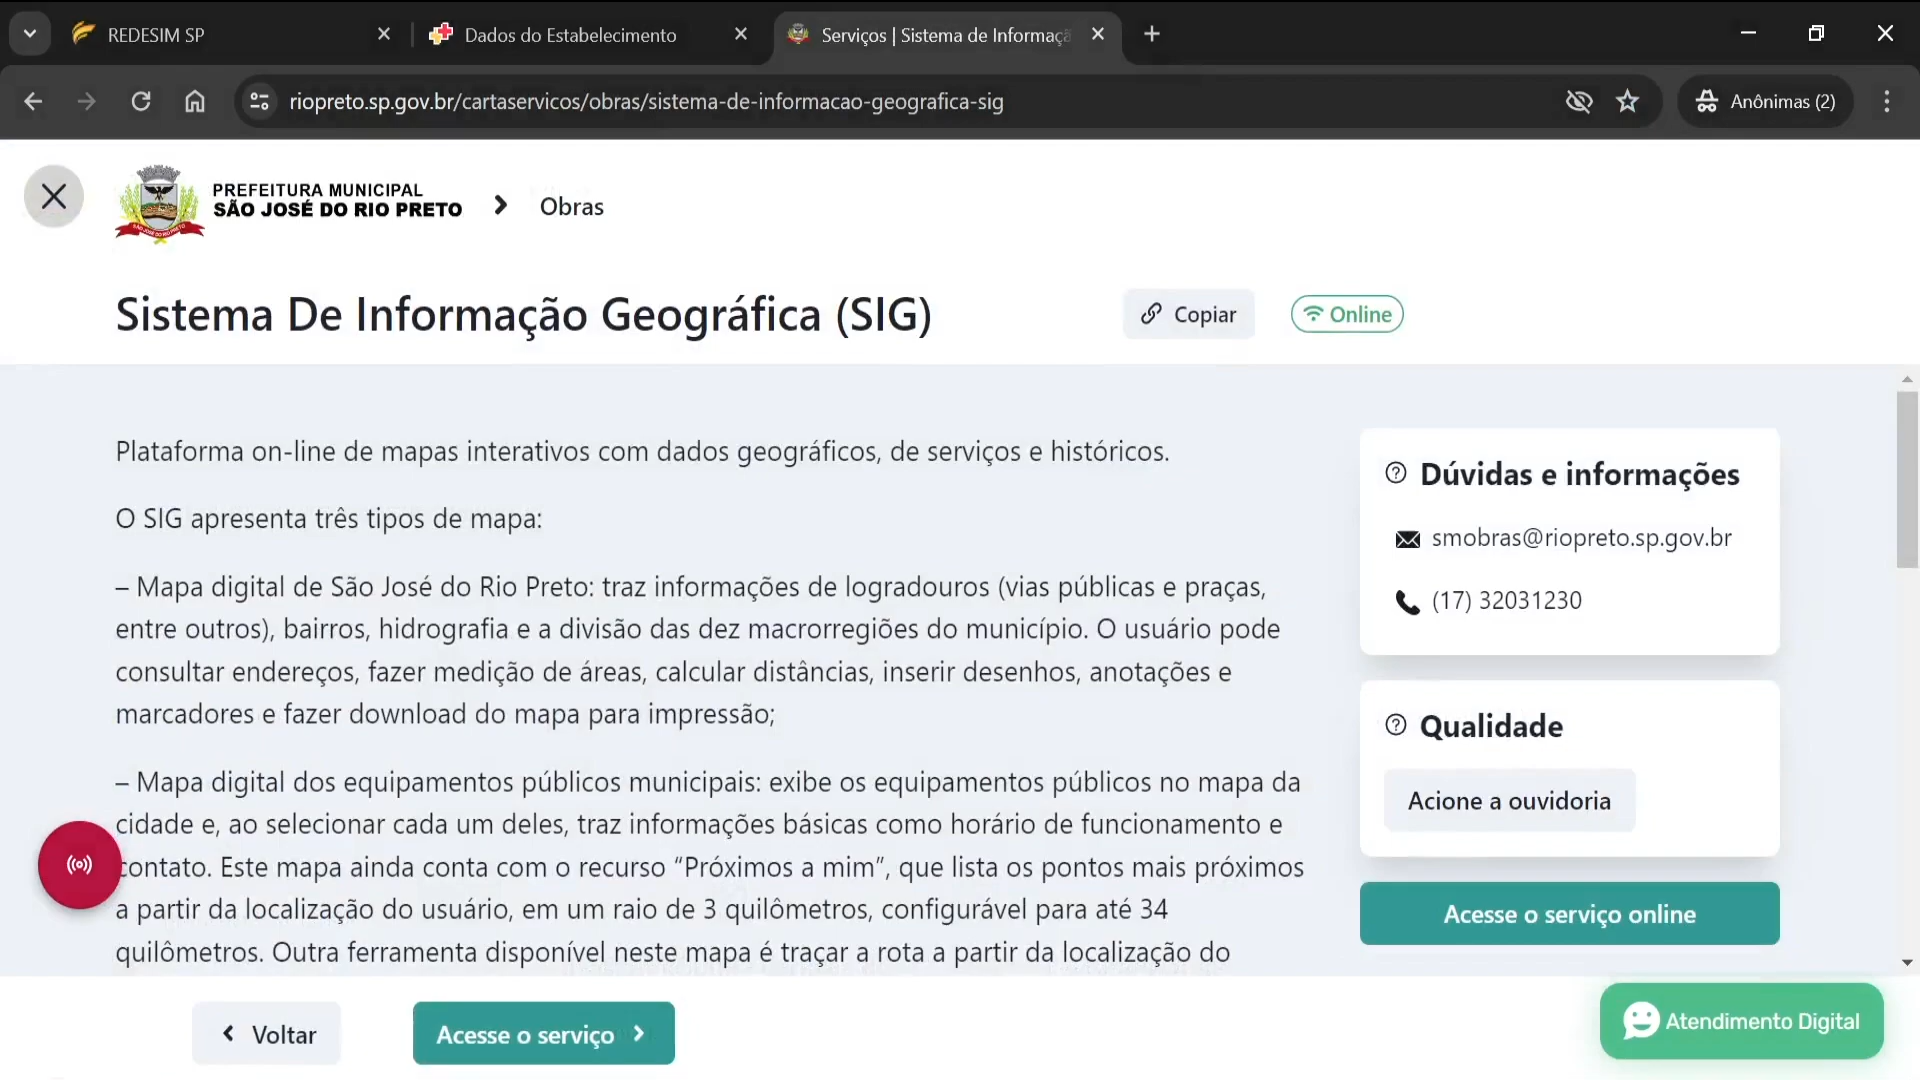 REDESIM SP
Dados do Estabelecimento
Serviços | Sistema de Informaçã
riopreto.sp.gov.br/cartaservicos/obras/sistema-de-informacao-geografica-sig
Anônimas (2)
PREFEITURA MUNICIPAL
SÃO JOSÉ DO RIO PRETO
Obras
Sistema De Informação Geográfica (SIG)
Copiar
Online
Plataforma on-line de mapas interativos com dados geográficos, de serviços e históricos.
O SIG apresenta três tipos de mapa:
– Mapa digital de São José do Rio Preto: traz informações de logradouros (vias públicas e praças,
entre outros), bairros, hidrografia e a divisão das dez macrorregiões do município. O usuário pode
consultar endereços, fazer medição de áreas, calcular distâncias, inserir desenhos, anotações e
marcadores e fazer download do mapa para impressão;
– Mapa digital dos equipamentos públicos municipais: exibe os equipamentos públicos no mapa da
cidade e, ao selecionar cada um deles, traz informações básicas como horário de funcionamento e
contato. Este mapa ainda conta com o recurso “Próximos a mim”, que lista os pontos mais próximos
a partir da localização do usuário, em um raio de 3 quilômetros, configurável para até 34
quilômetros. Outra ferramenta disponível neste mapa é traçar a rota a partir da localização do
Dúvidas e informações
smobras@riopreto.sp.gov.br
(17) 32031230
Qualidade
Acione a ouvidoria
Acesse o serviço online
Voltar
Acesse o serviço
Atendimento Digital